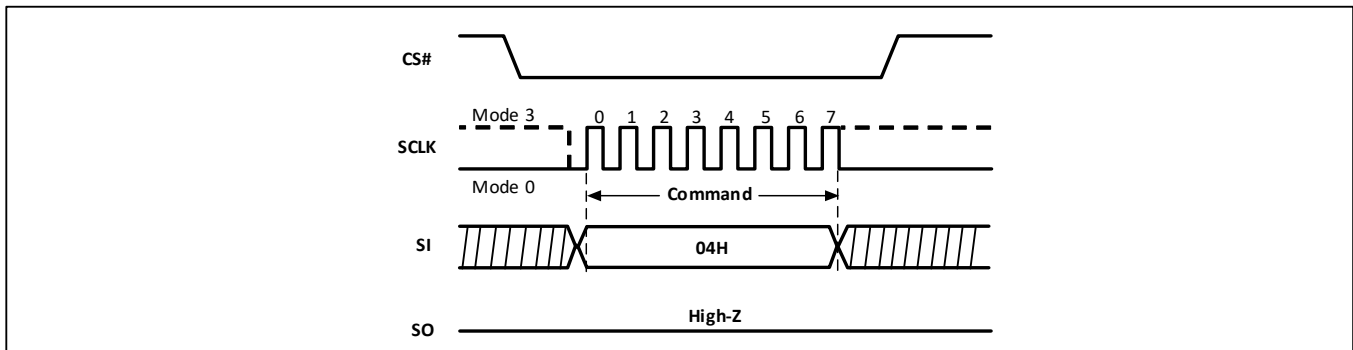 CS#
Mode 3
0 1 2 3 4 5 6 7
SCLK
Mode 0
Command
SI
04H
High-Z
SO